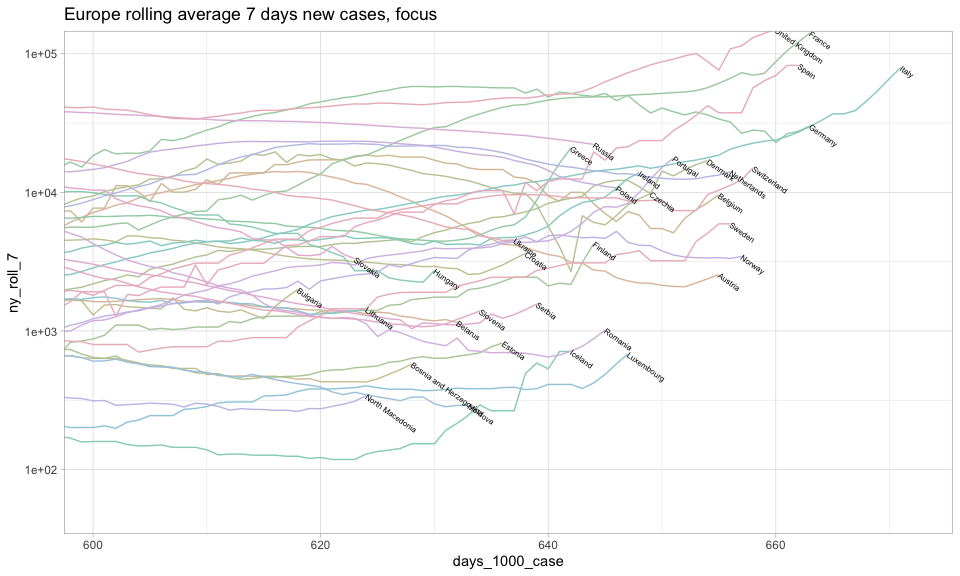 Europe rolling average 7 days new cases, focus
1e+05
1e+04
1e+03
1e+02
ny_roll_7
United Kingdom
France
Spain
Italy
Germany
Greece
Russia
Portugal
Denmark
Netherlands
Switzerland
Ireland
Poland
Czechia
Belgium
Sweden
Ukraine
Croatia
Finland
Norway
Austria
Slovakia
Hungary
Bulgaria
Lithuania
Slovenia
Serbia
Belarus
Estonia
Romania
Iceland
Luxembourg
Bosnia and Herzegovina
Moldova
North Macedonia
600
620
640
660
days_1000_case